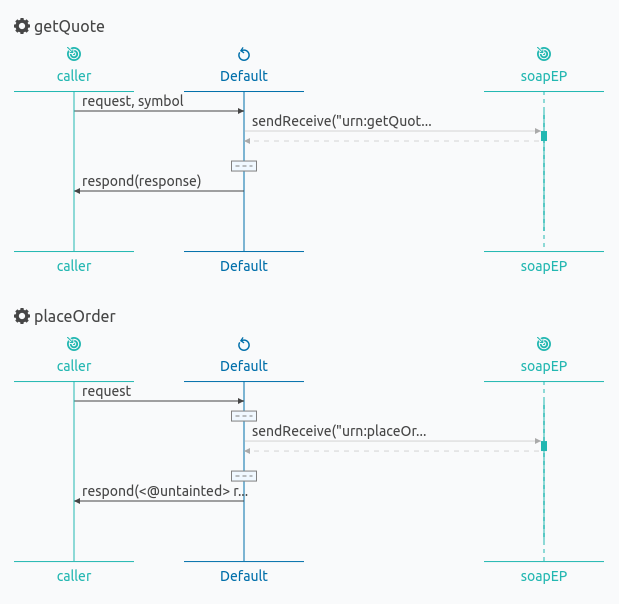 getQuote
caller Default soapEP
request, symbol
sendReceive("urn:getQuot...
respond(response)
caller Default soapEP
placeOrder
caller Default soapEP
request
sendReceive("urn:placeOr...
respond(<@untainted> r...
caller Default soapEP